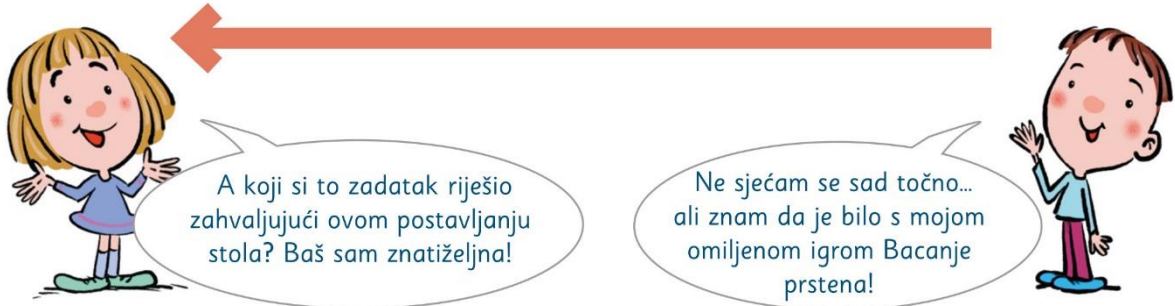 A koji si to zadatak riješio
zahvaljujući ovom postavljanju
stola? Baš sam znatiželjna!
Ne sjećam se sad točno...
ali znam da je bilo s mojom
omiljenom igrom Bacanje
prstena!